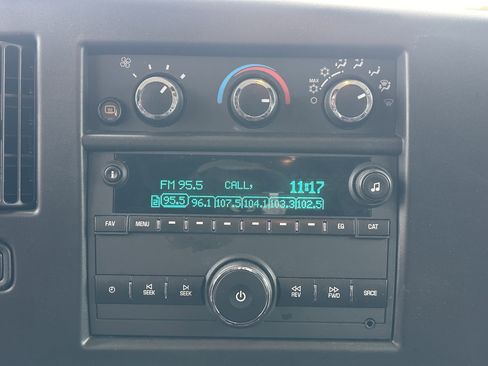 MAX
FM 95.5 CALL, 11:17
95.5 96.1 107.5 104.1 103.3 102.5
FAV MENU EG CAT
SEEK SEEK REV FWD SRCE